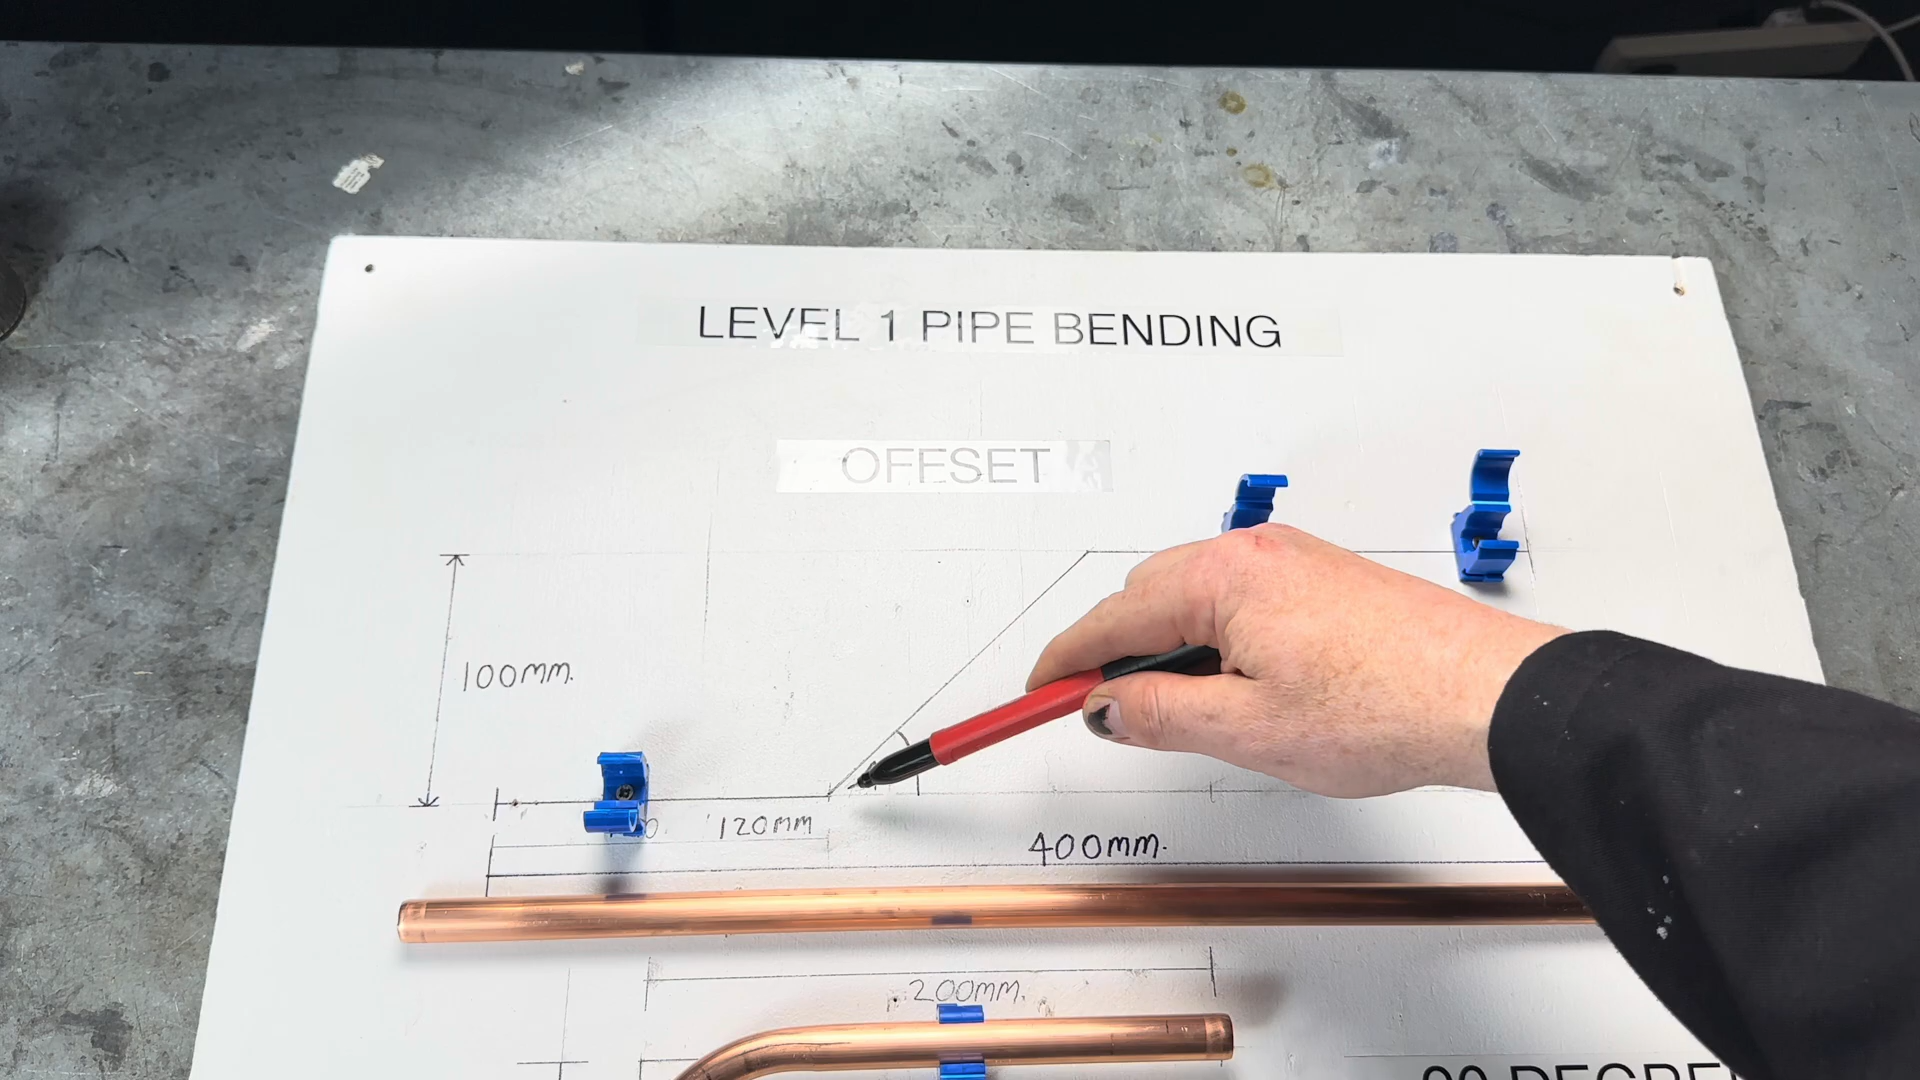 LEVEL 1 PIPE BENDING
OFFSET
100mm.
120mm
400mm.
200mm.